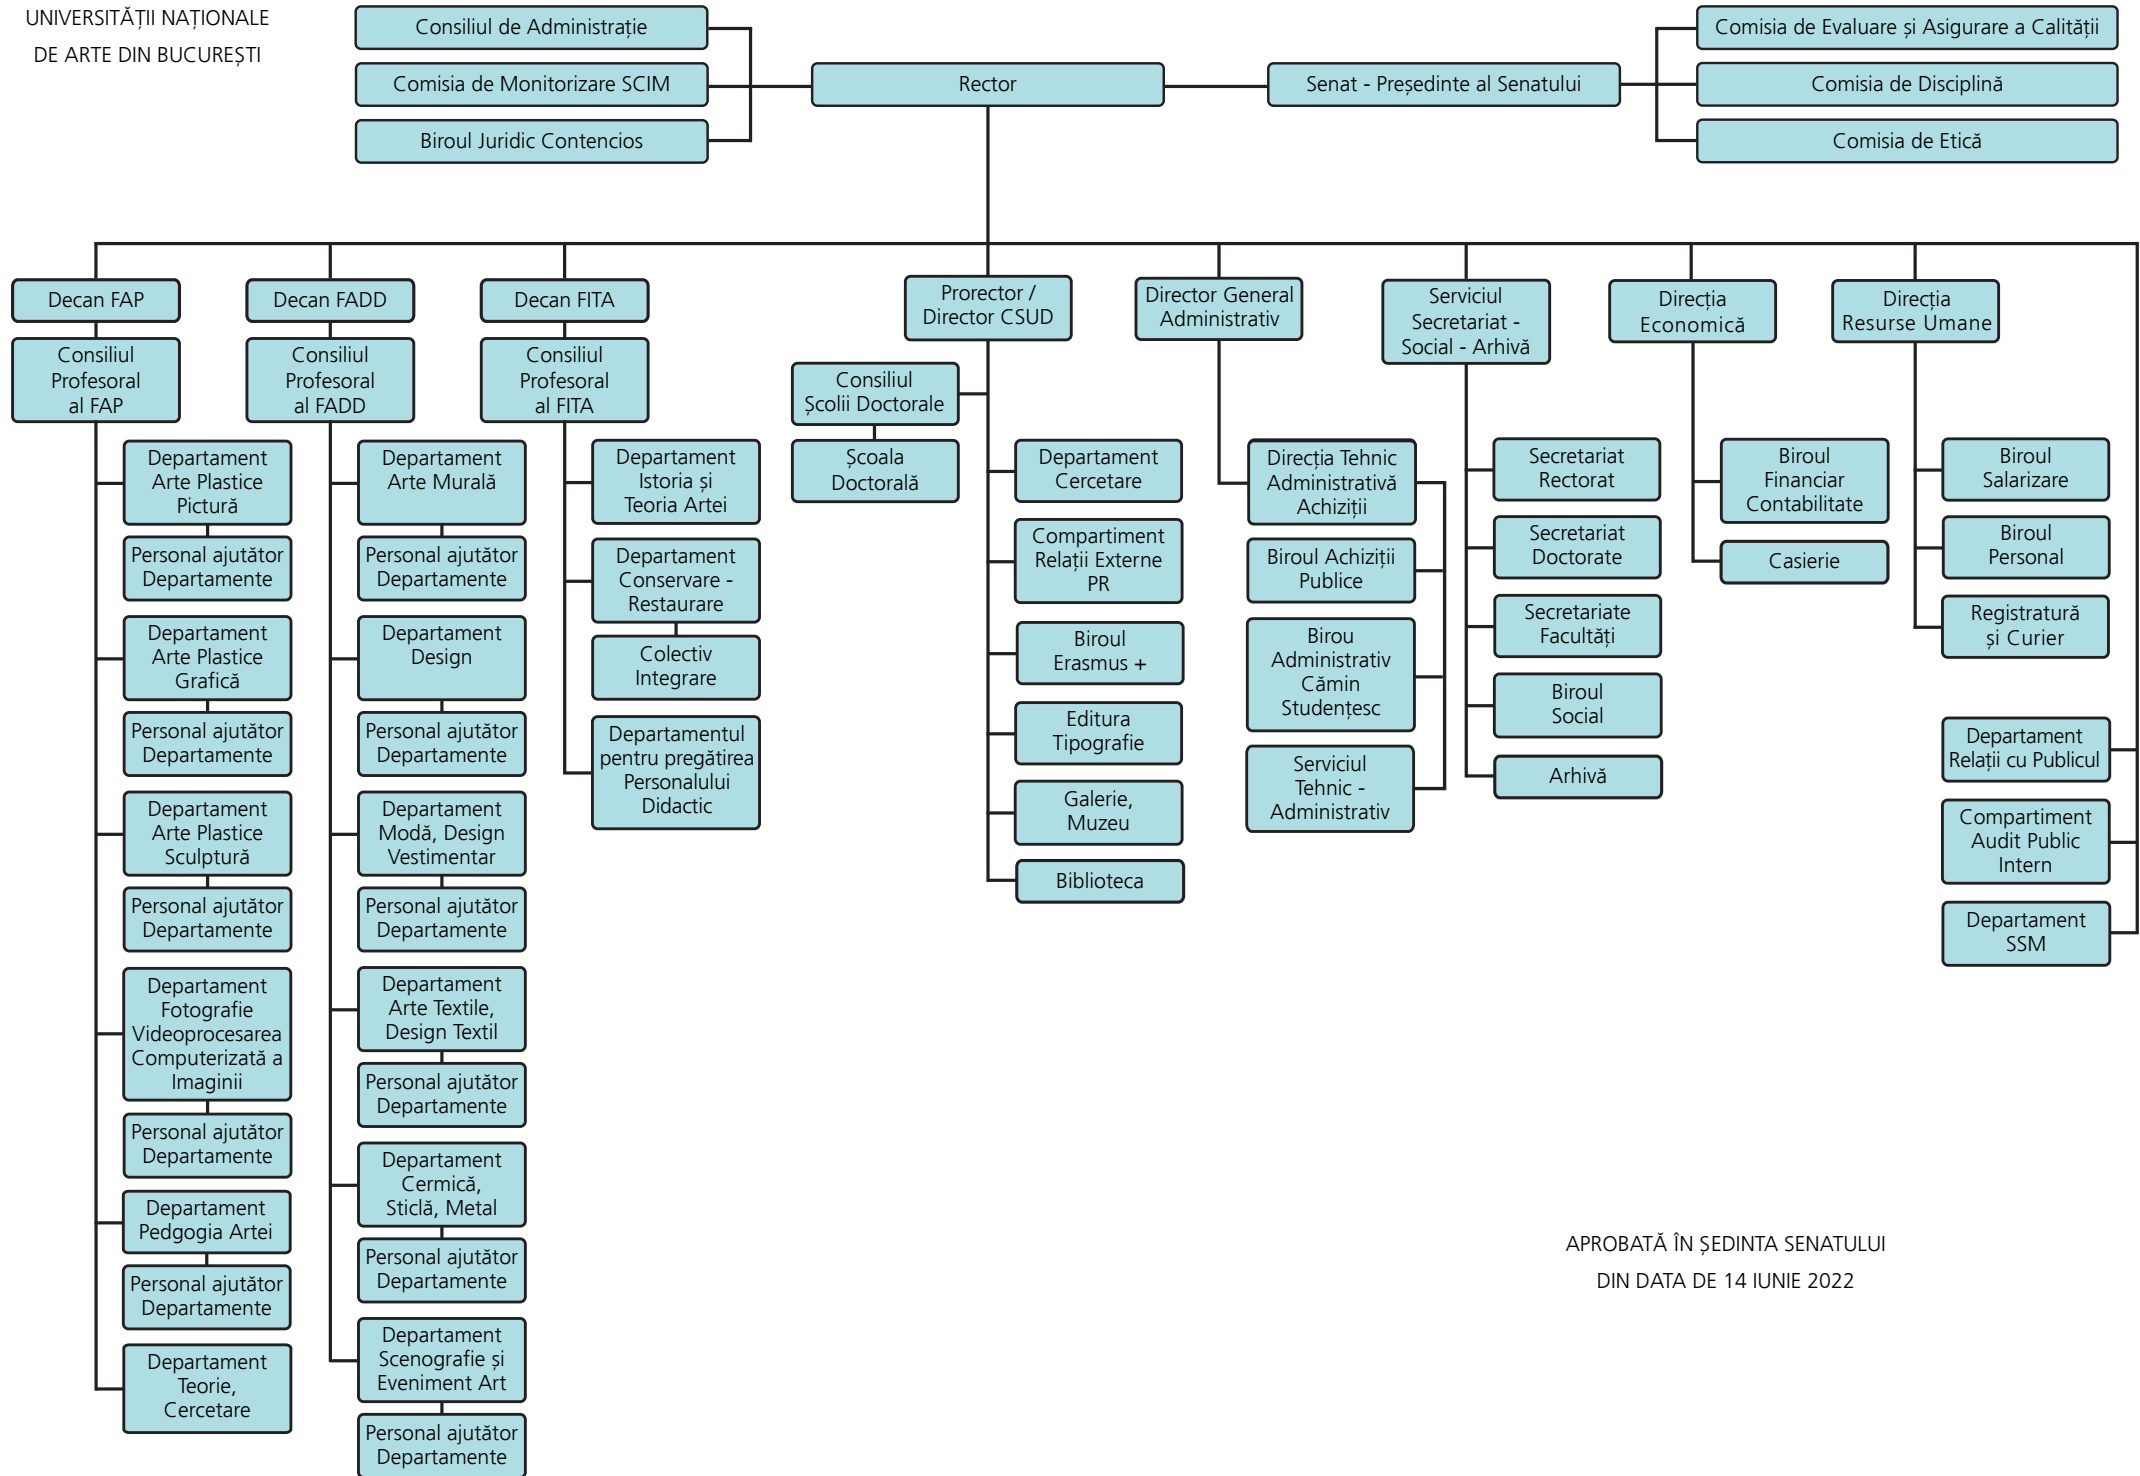 UNIVERSITĂȚII NAȚIONALE
DE ARTE DIN BUCUREȘTI
Consiliul de Administrație
Comisia de Monitorizare SCIM
Biroul Juridic Contencios
Rector
Senat - Președinte al Senatului
Comisia de Evaluare și Asigurare a Calității
Comisia de Disciplină
Comisia de Etică
Decan FAP
Consiliul
Profesoral
al FAP
Departament
Arte Plastice
Pictură
Personal ajutător
Departamente
Departament
Arte Plastice
Grafică
Personal ajutător
Departamente
Departament
Arte Plastice
Sculptură
Personal ajutător
Departamente
Departament
Fotografie
Videoprocesarea
Computerizată a
Imaginii
Personal ajutător
Departamente
Departament
Pedgogia Artei
Personal ajutător
Departamente
Departament
Teorie,
Cercetare
Decan FADD
Consiliul
Profesoral
al FADD
Departament
Arte Murală
Personal ajutător
Departamente
Departament
Design
Personal ajutător
Departamente
Departament
Modă, Design
Vestimentar
Personal ajutător
Departamente
Departament
Arte Textile,
Design Textil
Personal ajutător
Departamente
Departament
Cermică,
Sticlă, Metal
Personal ajutător
Departamente
Departament
Scenografie și
Eveniment Art
Personal ajutător
Departamente
Decan FITA
Consiliul
Profesoral
al FITA
Departament
Istoria și
Teoria Artei
Departament
Conservare -
Restaurare
Colectiv
Integrare
Departamentul
pentru pregătirea
Personalului
Didactic
Prorector /
Director CSUD
Consiliul
Școlii Doctorale
Școala
Doctorală
Departament
Cercetare
Compartiment
Relații Externe
PR
Biroul
Erasmus +
Editura
Tipografie
Galerie,
Muzeu
Biblioteca
Director General
Administrativ
Direcția Tehnic
Administrativă
Achiziții
Biroul Achiziții
Publice
Birou
Administrativ
Cămin
Studențesc
Serviciul
Tehnic -
Administrativ
Serviciul
Secretariat -
Social - Arhivă
Secretariat
Rectorat
Secretariat
Doctorate
Secretariate
Facultăți
Biroul
Social
Arhivă
Direcția
Economică
Biroul
Financiar
Contabilitate
Casierie
Direcția
Resurse Umane
Biroul
Salarizare
Biroul
Personal
Registratură
și Curier
Departament
Relații cu Publicul
Compartiment
Audit Public
Intern
Departament
SSM
APROBATĂ ÎN ȘEDINTA SENATULUI
DIN DATA DE 14 IUNIE 2022